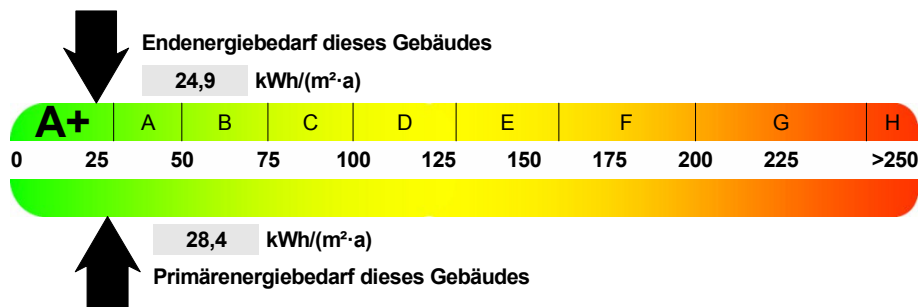 Endenergiebedarf dieses Gebäudes
24,9 kWh/(m²·a)
A+ A B C D E F G H
0 25 50 75 100 125 150 175 200 225 >250
28,4 kWh/(m²·a)
Primärenergiebedarf dieses Gebäudes